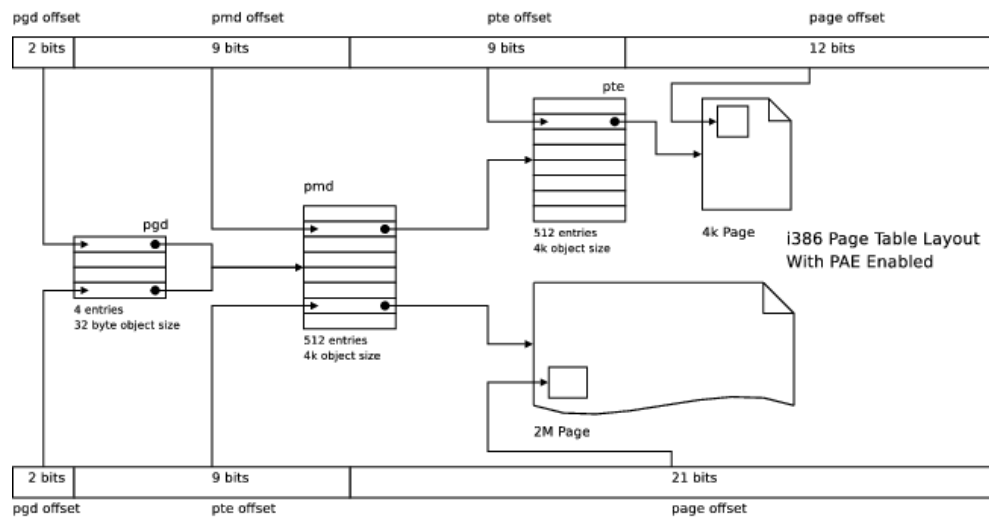 pgd offset pmd offset pte offset page offset
2 bits 9 bits 9 bits 12 bits
pte
pmd
pgd
512 entries
4k object size
4k Page
i386 Page Table Layout
With PAE Enabled
4 entries
32 byte object size
512 entries
4k object size
2M Page
2 bits 9 bits 21 bits
pgd offset pte offset page offset